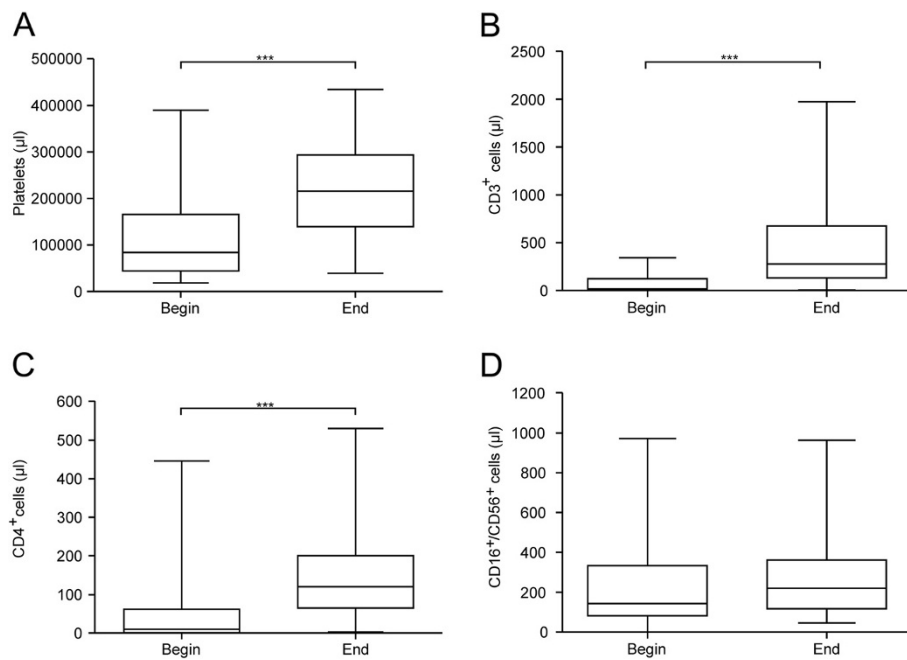 A
B
500000
***
400000
300000
200000
100000
0
Platelets (µl)
Begin
End
2500
***
2000
1500
1000
500
0
CD3+ cells (µl)
Begin
End
C
D
600
***
500
400
300
200
100
0
CD4+cells (µl)
Begin
End
1200
1000
800
600
400
200
0
CD16+/CD56+ cells (µl)
Begin
End